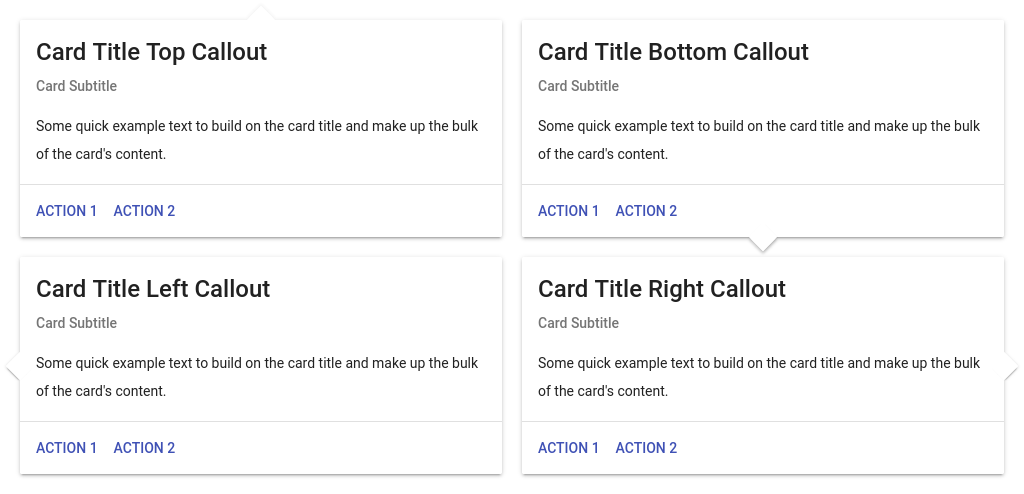 Card Title Top Callout
Card Subtitle
Some quick example text to build on the card title and make up the bulk
of the card's content.
ACTION 1 ACTION 2
Card Title Bottom Callout
Card Subtitle
Some quick example text to build on the card title and make up the bulk
of the card's content.
ACTION 1 ACTION 2
Card Title Left Callout
Card Subtitle
Some quick example text to build on the card title and make up the bulk
of the card's content.
ACTION 1 ACTION 2
Card Title Right Callout
Card Subtitle
Some quick example text to build on the card title and make up the bulk
of the card's content.
ACTION 1 ACTION 2